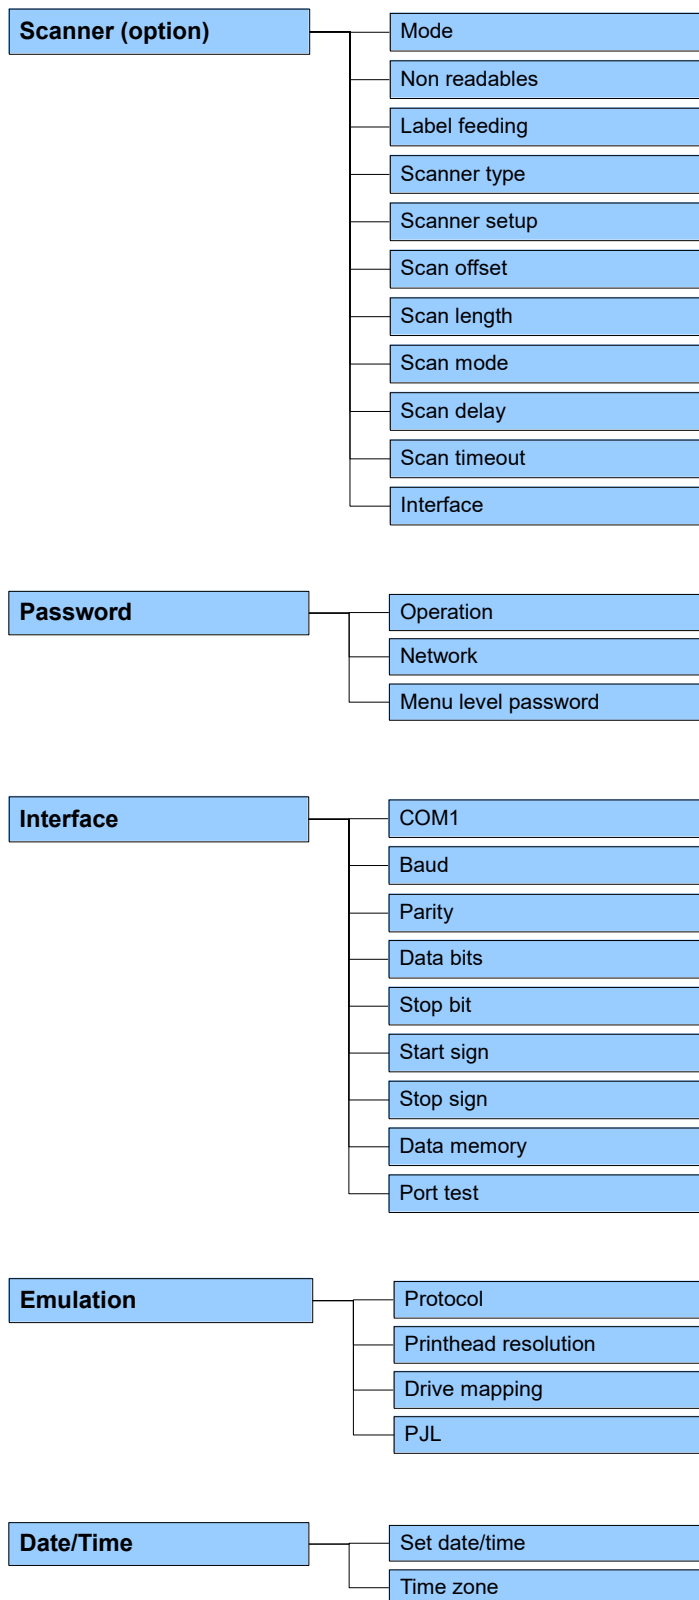 Scanner (option)
Mode
Non readables
Label feeding
Scanner type
Scanner setup
Scan offset
Scan length
Scan mode
Scan delay
Scan timeout
Interface
Password
Operation
Network
Menu level password
Interface
COM1
Baud
Parity
Data bits
Stop bit
Start sign
Stop sign
Data memory
Port test
Emulation
Protocol
Printhead resolution
Drive mapping
PJL
Date/Time
Set date/time
Time zone